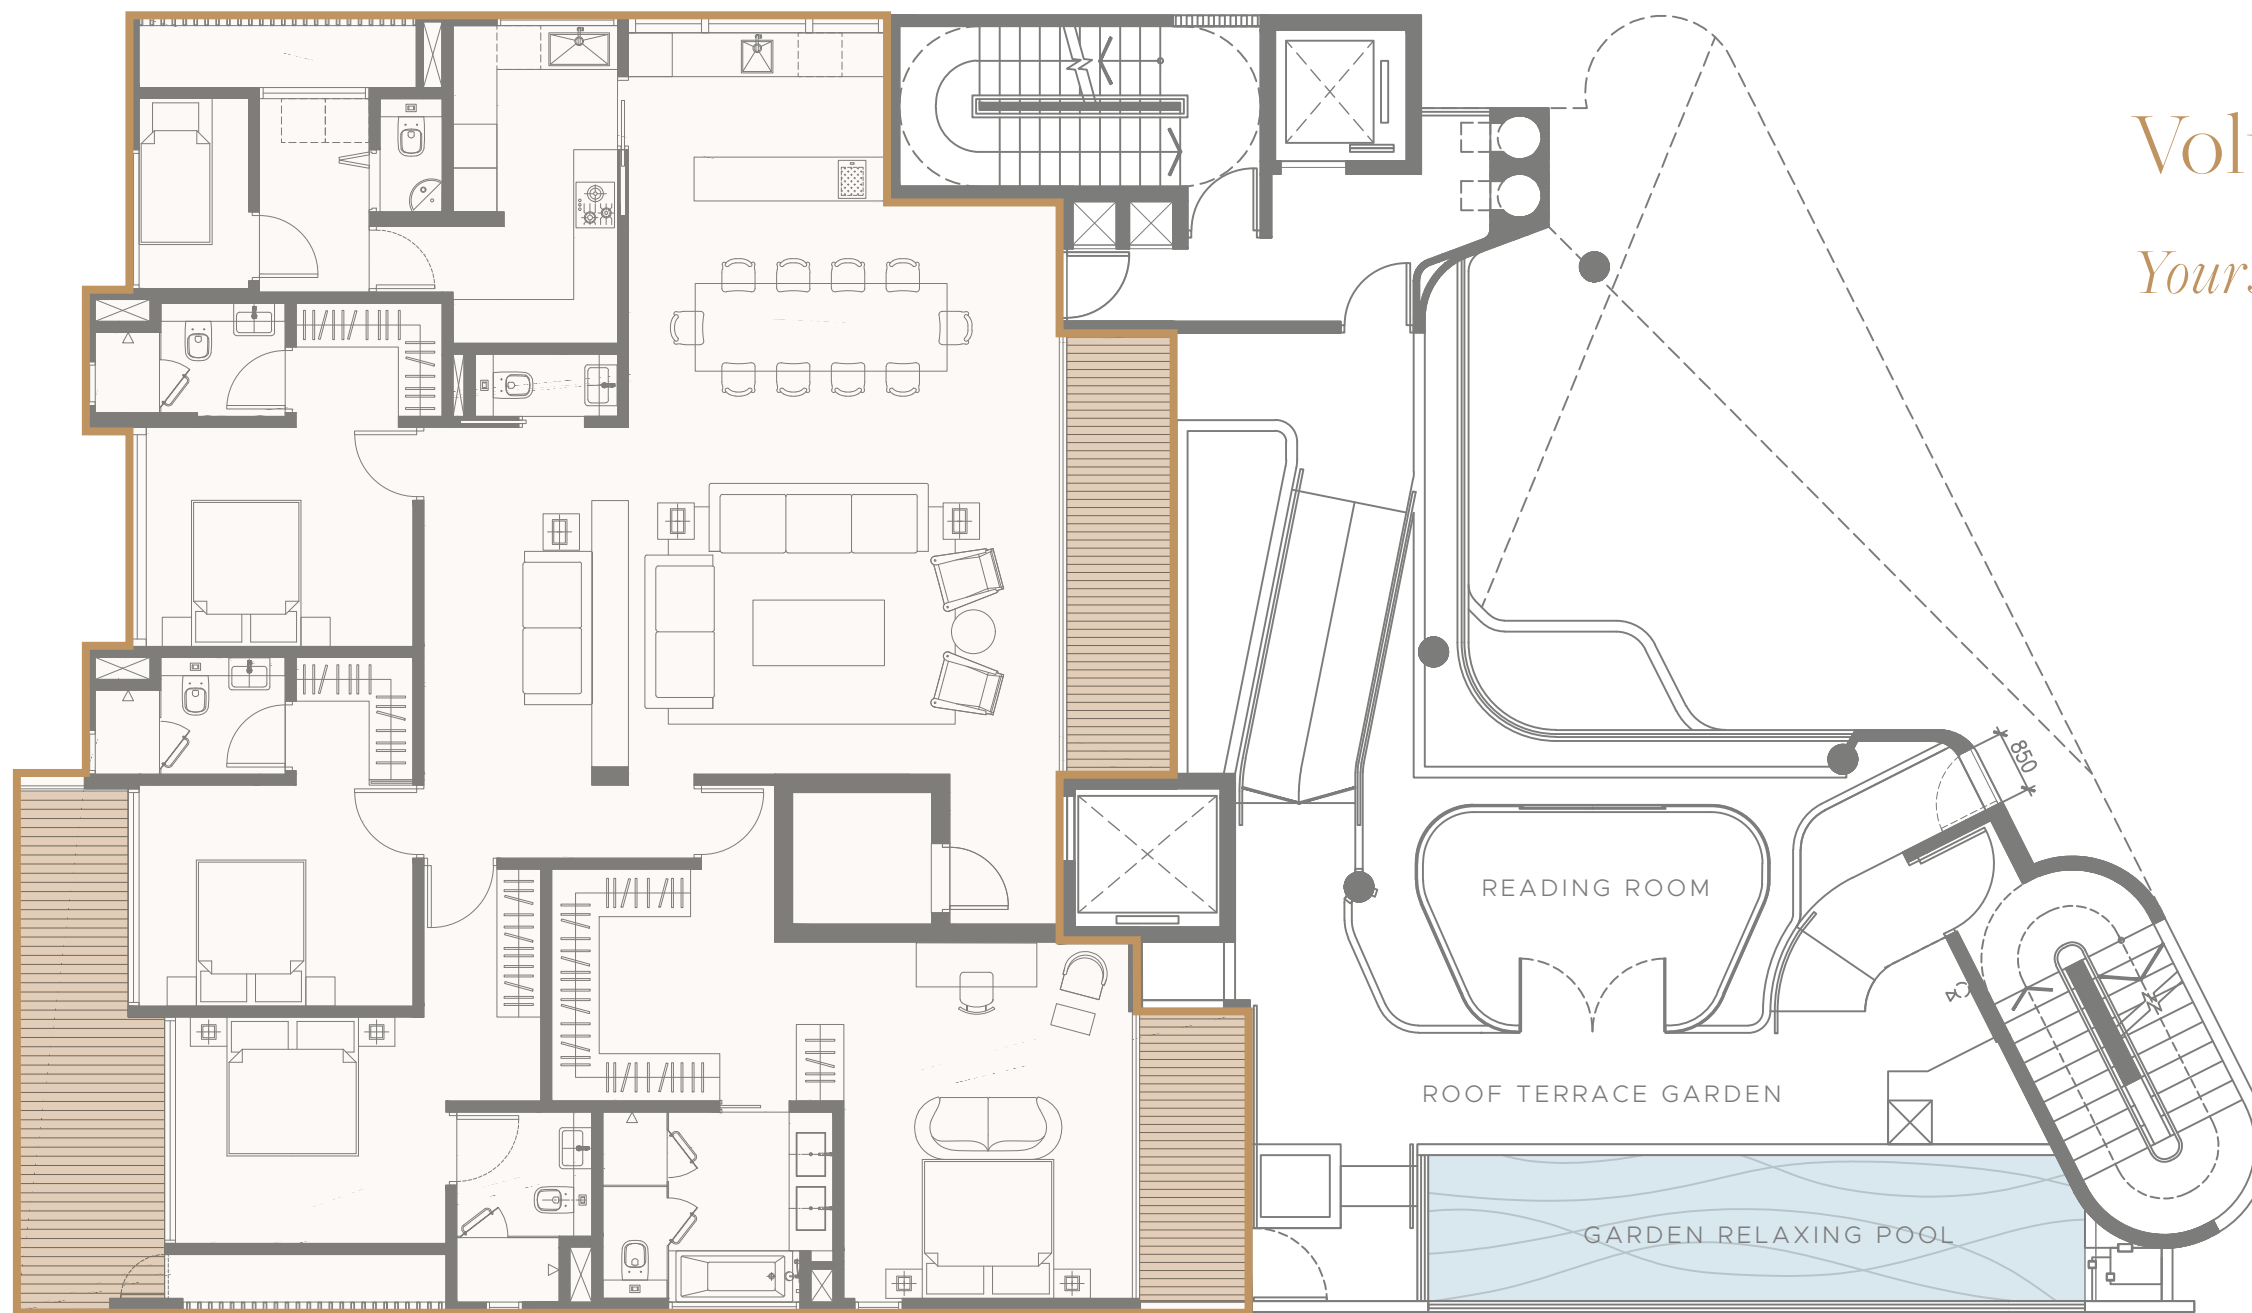 850
READING ROOM
ROOF TERRACE GARDEN
GARDEN RELAXING POOL